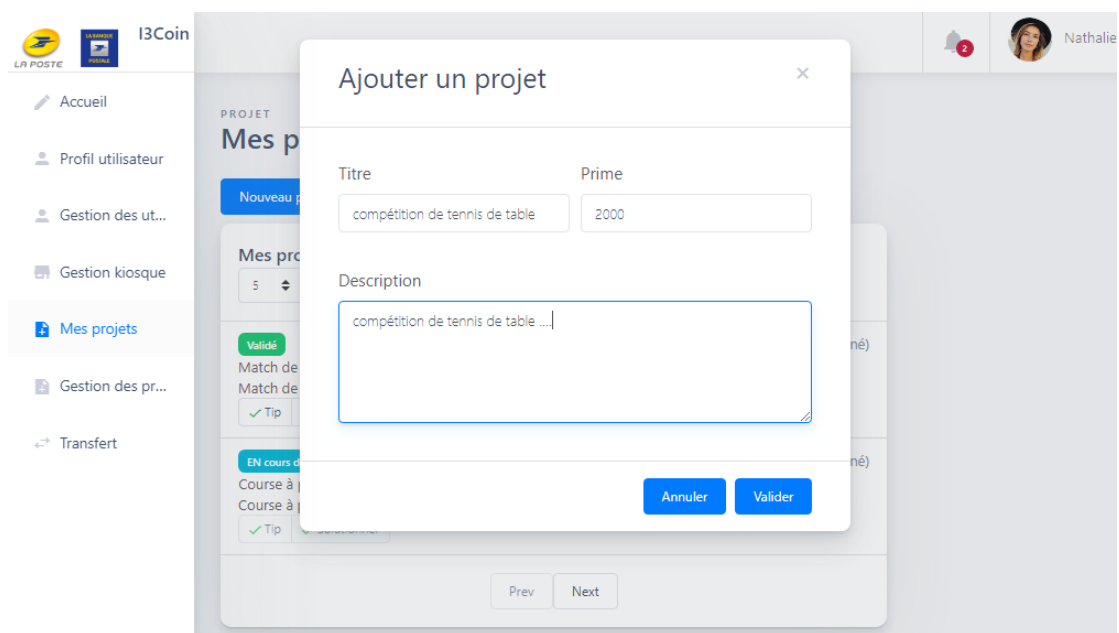 LA POSTE
LA BANQUE
POSTALE
I3Coin
2
Nathalie
Accueil
Profil utilisateur
Gestion des ut...
Gestion kiosque
Mes projets
Gestion des pr...
Transfert
PROJET
Mes p
Nouveau p
Mes pro
5
Validé
né)
Match de
Match de
Tip
EN cours d
né)
Course à p
Course à p
Tip
Prev
Next
Ajouter un projet
×
Titre
Prime
compétition de tennis de table
2000
Description
compétition de tennis de table ....
Annuler
Valider